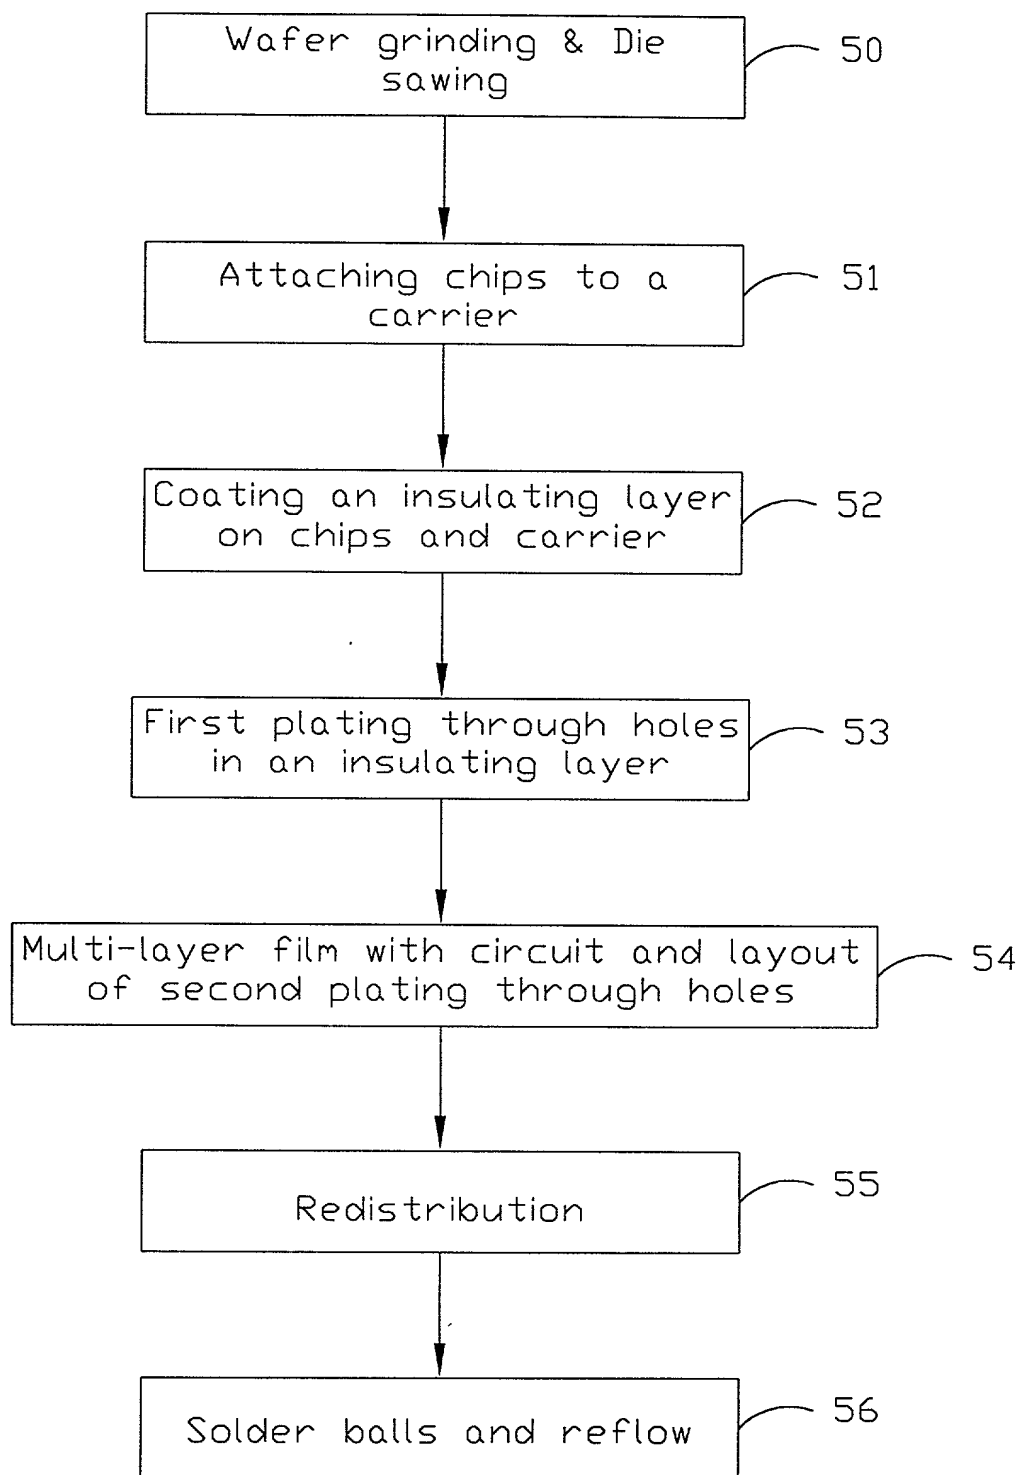 Wafer grinding & Die
sawing
50
Attaching chips to a
carrier
51
Coating an insulating layer
on chips and carrier
52
First plating through holes
in an insulating layer
53
Multi-layer film with circuit and layout
of second plating through holes
54
Redistribution
55
Solder balls and reflow
56